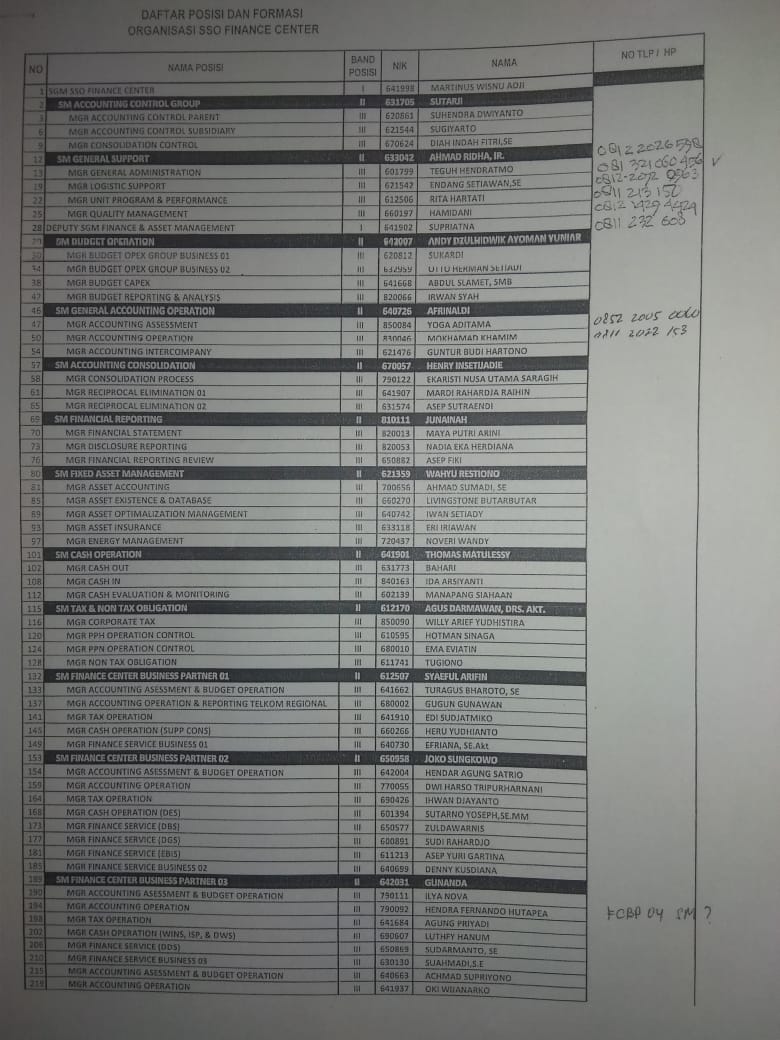 DAFTAR POSISI DAN FORMASI
ORGANISASI SSO FINANCE CENTER
NO NAMA POSISI BAND POSISI NIK NAMA NO TLP / HP
1 SGM SSO FINANCE CENTER I 641998 MARTINUS WISNU ADJI
2 SM ACCOUNTING CONTROL GROUP II 631705 SUTARJI
3 MGR ACCOUNTING CONTROL PARENT III 620861 SUHENDRA DWIYANTO
6 MGR ACCOUNTING CONTROL SUBSIDIARY III 621544 SUGIYARTO
9 MGR CONSOLIDATION CONTROL III 670624 DIAH INDAH FITRI,SE
12 SM GENERAL SUPPORT II 633042 AHMAD RIDHA, IR. 0812 2026 598
13 MGR GENERAL ADMINISTRATION III 601799 TEGUH HENDRATMO 081 321 060 456 ✓
19 MGR LOGISTIC SUPPORT III 621542 ENDANG SETIAWAN,SE 0812-2092 0563
22 MGR UNIT PROGRAM & PERFORMANCE III 612506 RITA HARTATI 0811 213 150
25 MGR QUALITY MANAGEMENT III 660197 HAMIDANI 0812 2929 4929
28 DEPUTY SGM FINANCE & ASSET MANAGEMENT I 641902 SUPRIATNA 0811 232 608
29 SM BUDGET OPERATION II 642007 ANDY DZULHIDWIK AYOMAN YUNIAR
30 MGR BUDGET OPEX GROUP BUSINESS 01 III 620812 SUKARDI
34 MGR BUDGET OPEX GROUP BUSINESS 02 III 632959 OTTO HERMAN SETIADI
38 MGR BUDGET CAPEX III 641668 ABDUL SLAMET, SMB
42 MGR BUDGET REPORTING & ANALYSIS III 820066 IRWAN SYAH
46 SM GENERAL ACCOUNTING OPERATION II 640726 AFRINALDI
47 MGR ACCOUNTING ASSESSMENT III 850084 YOGA ADITAMA 0852 2005
50 MGR ACCOUNTING OPERATION III 830046 MOKHAMAD KHAMIM 0811 2022 153
54 MGR ACCOUNTING INTERCOMPANY III 621476 GUNTUR BUDI HARTONO
57 SM ACCOUNTING CONSOLIDATION II 670057 HENRY INSETIJADIE
58 MGR CONSOLIDATION PROCESS III 790122 EKARISTI NUSA UTAMA SARAGIH
61 MGR RECIPROCAL ELIMINATION 01 III 641907 MARDI RAHARDJA RAIHIN
65 MGR RECIPROCAL ELIMINATION 02 III 631574 ASEP SUTRAENDI
69 SM FINANCIAL REPORTING II 810111 JUNAINAH
70 MGR FINANCIAL STATEMENT III 820013 MAYA PUTRI ARINI
73 MGR DISCLOSURE REPORTING III 820053 NADIA EKA HERDIANA
76 MGR FINANCIAL REPORTING REVIEW III 650882 ASEP FIKI
80 SM FIXED ASSET MANAGEMENT II 621359 WAHYU RESTIONO
81 MGR ASSET ACCOUNTING III 700656 AHMAD SUMADI, SE
85 MGR ASSET EXISTENCE & DATABASE III 660270 LIVINGSTONE BUTARBUTAR
89 MGR ASSET OPTIMALIZATION MANAGEMENT III 640742 IWAN SETIADY
93 MGR ASSET INSURANCE III 633118 ERI IRIAWAN
97 MGR ENERGY MANAGEMENT III 720437 NOVERI WANDY
101 SM CASH OPERATION II 641901 THOMAS MATULESSY
102 MGR CASH OUT III 631773 BAHARI
108 MGR CASH IN III 840163 IDA ARSIYANTI
112 MGR CASH EVALUATION & MONITORING III 602139 MANAPANG SIAHAAN
115 SM TAX & NON TAX OBLIGATION II 612170 AGUS DARMAWAN, DRS. AKT.
116 MGR CORPORATE TAX III 850090 WILLY ARIEF YUDHISTIRA
120 MGR PPH OPERATION CONTROL III 610595 HOTMAN SINAGA
124 MGR PPN OPERATION CONTROL III 680010 EMA EVIATIN
128 MGR NON TAX OBLIGATION III 611741 TUGIONO
132 SM FINANCE CENTER BUSINESS PARTNER 01 II 612507 SYAEFUL ARIFIN
133 MGR ACCOUNTING ASESSMENT & BUDGET OPERATION III 641662 TURAGUS BHAROTO, SE
137 MGR ACCOUNTING OPERATION & REPORTING TELKOM REGIONAL III 680002 GUGUN GUNAWAN
141 MGR TAX OPERATION III 641910 EDI SUDJATMIKO
145 MGR CASH OPERATION (SUPP CONS) III 660266 HERU YUDHIANTO
149 MGR FINANCE SERVICE BUSINESS 01 III 640730 EFRIANA, SE.Akt
153 SM FINANCE CENTER BUSINESS PARTNER 02 II 650958 JOKO SUNGKOWO
154 MGR ACCOUNTING ASESSMENT & BUDGET OPERATION III 642004 HENDAR AGUNG SATRIO
159 MGR ACCOUNTING OPERATION III 770055 DWI HARSO TRIPURHARNANI
164 MGR TAX OPERATION III 690426 IHWAN DJAYANTO
168 MGR CASH OPERATION (DES) III 601394 SUTARNO YOSEPH,SE.MM
173 MGR FINANCE SERVICE (DBS) III 650577 ZULDAWARNIS
177 MGR FINANCE SERVICE (DGS) III 600891 SUDI RAHARDJO
181 MGR FINANCE SERVICE (EBIS) III 611213 ASEP YURI GARTINA
185 MGR FINANCE SERVICE BUSINESS 02 III 640699 DENNY KUSDIANA
189 SM FINANCE CENTER BUSINESS PARTNER 03 II 642031 GUNANDA
190 MGR ACCOUNTING ASESSMENT & BUDGET OPERATION III 790111 ILYA NOVA
194 MGR ACCOUNTING OPERATION III 790092 HENDRA FERNANDO HUTAPEA FCBP 04 SM ?
198 MGR TAX OPERATION III 641684 AGUNG PRIYADI
202 MGR CASH OPERATION (WINS, ISP, & DWS) III 690607 LUTHFY HANUM
206 MGR FINANCE SERVICE (DDS) III 650869 SUDARMANTO, SE
210 MGR FINANCE SERVICE BUSINESS 03 III 630130 SUAHMADI,S.E
215 MGR ACCOUNTING ASESSMENT & BUDGET OPERATION III 640663 ACHMAD SUPRIYONO
219 MGR ACCOUNTING OPERATION III 641937 OKI WIJANARKO